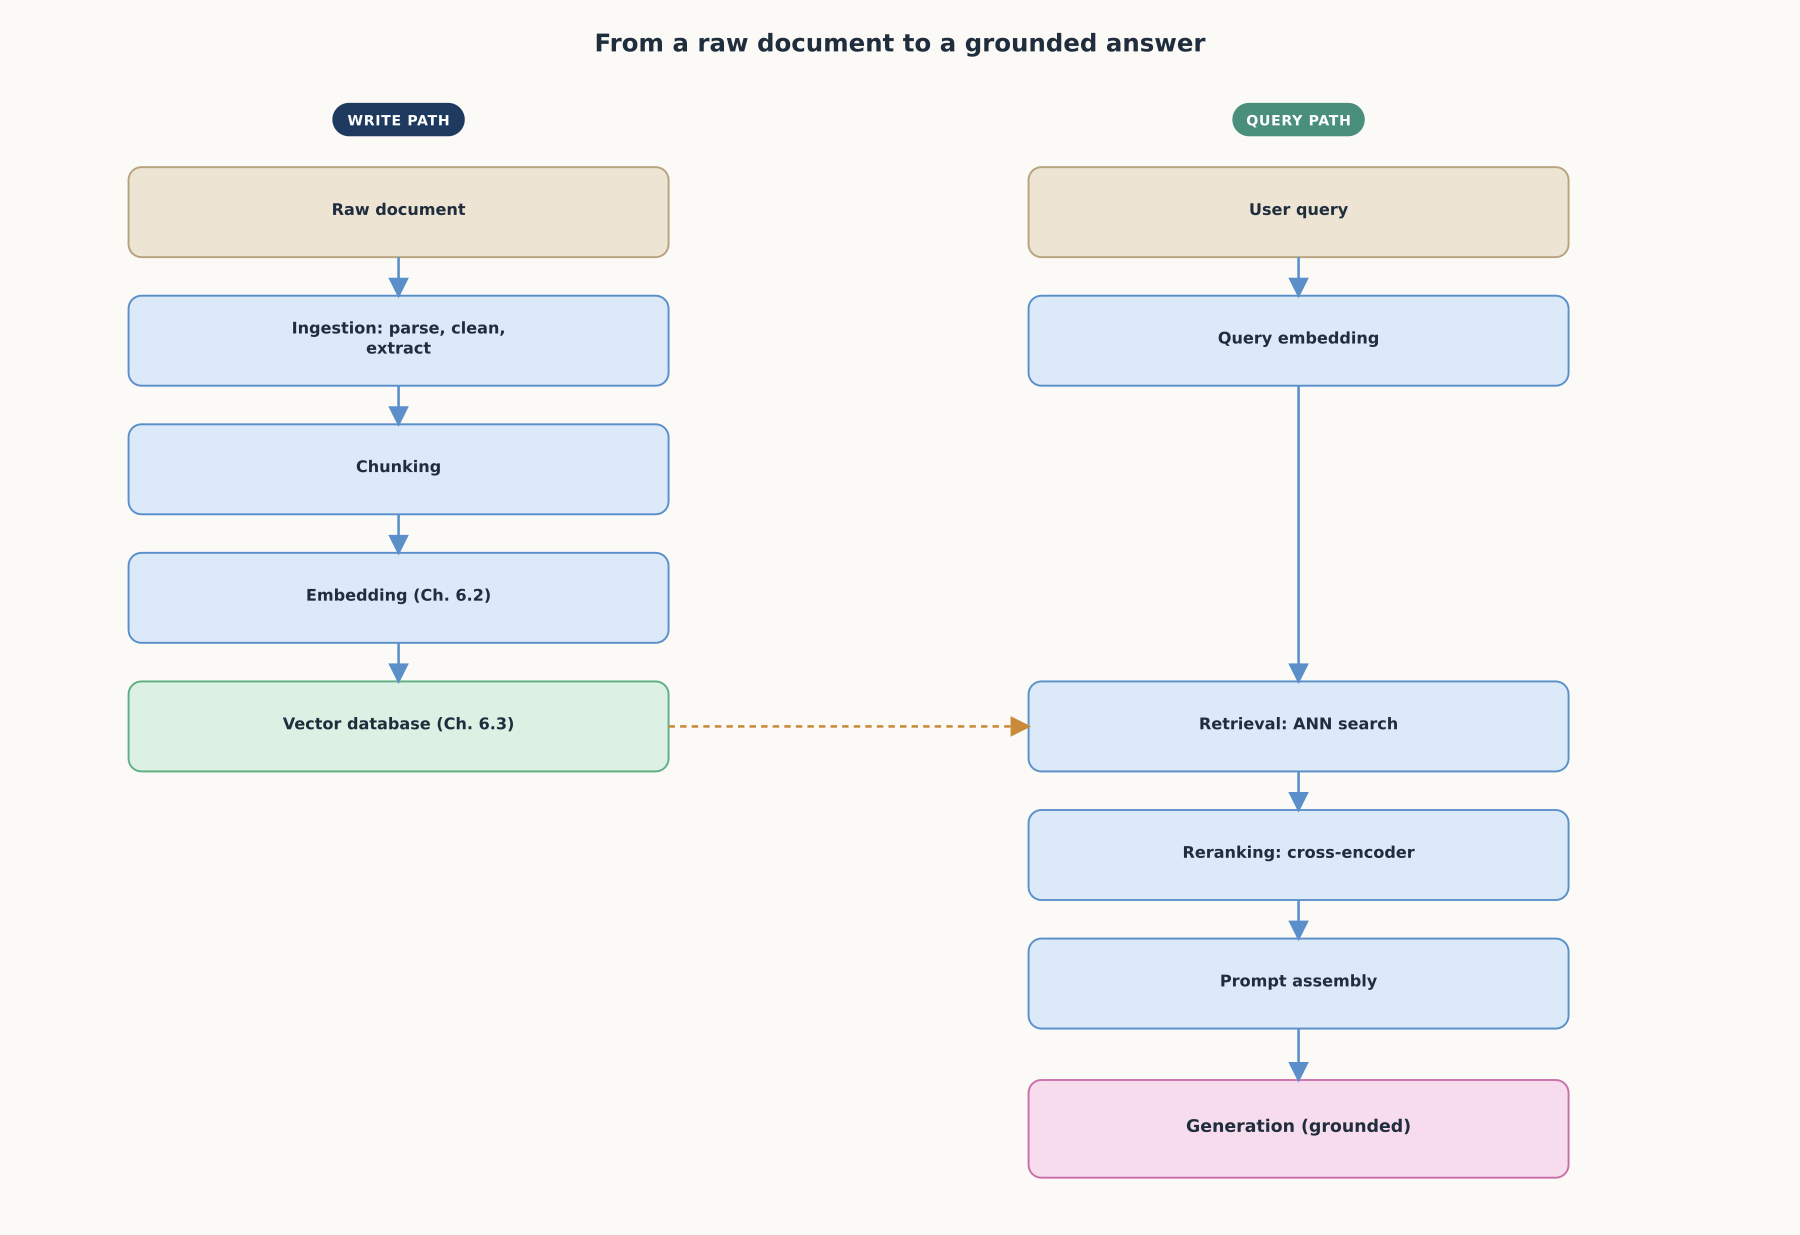 From a raw document to a grounded answer
WRITE PATH
Raw document
Ingestion: parse, clean,
extract
Chunking
Embedding (Ch. 6.2)
Vector database (Ch. 6.3)
QUERY PATH
User query
Query embedding
Retrieval: ANN search
Reranking: cross-encoder
Prompt assembly
Generation (grounded)